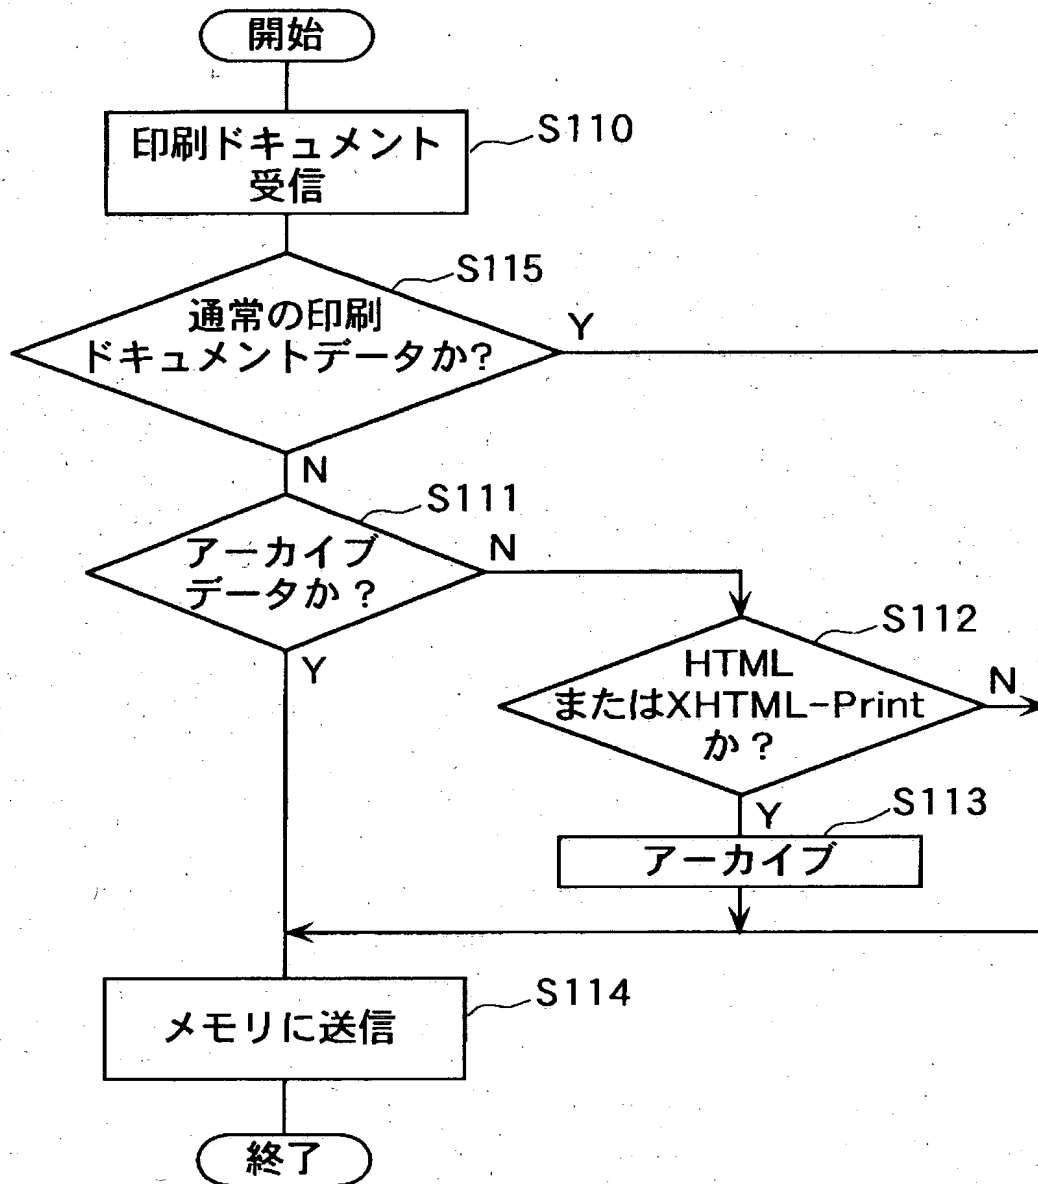 開始
印刷ドキュメント
受信
S110
S115
通常の印刷
ドキュメントデータか?
Y
N
S111
アーカイブ
データか?
N
Y
S112
HTML
またはXHTML-Print
か?
N
Y
S113
アーカイブ
メモリに送信
S114
終了